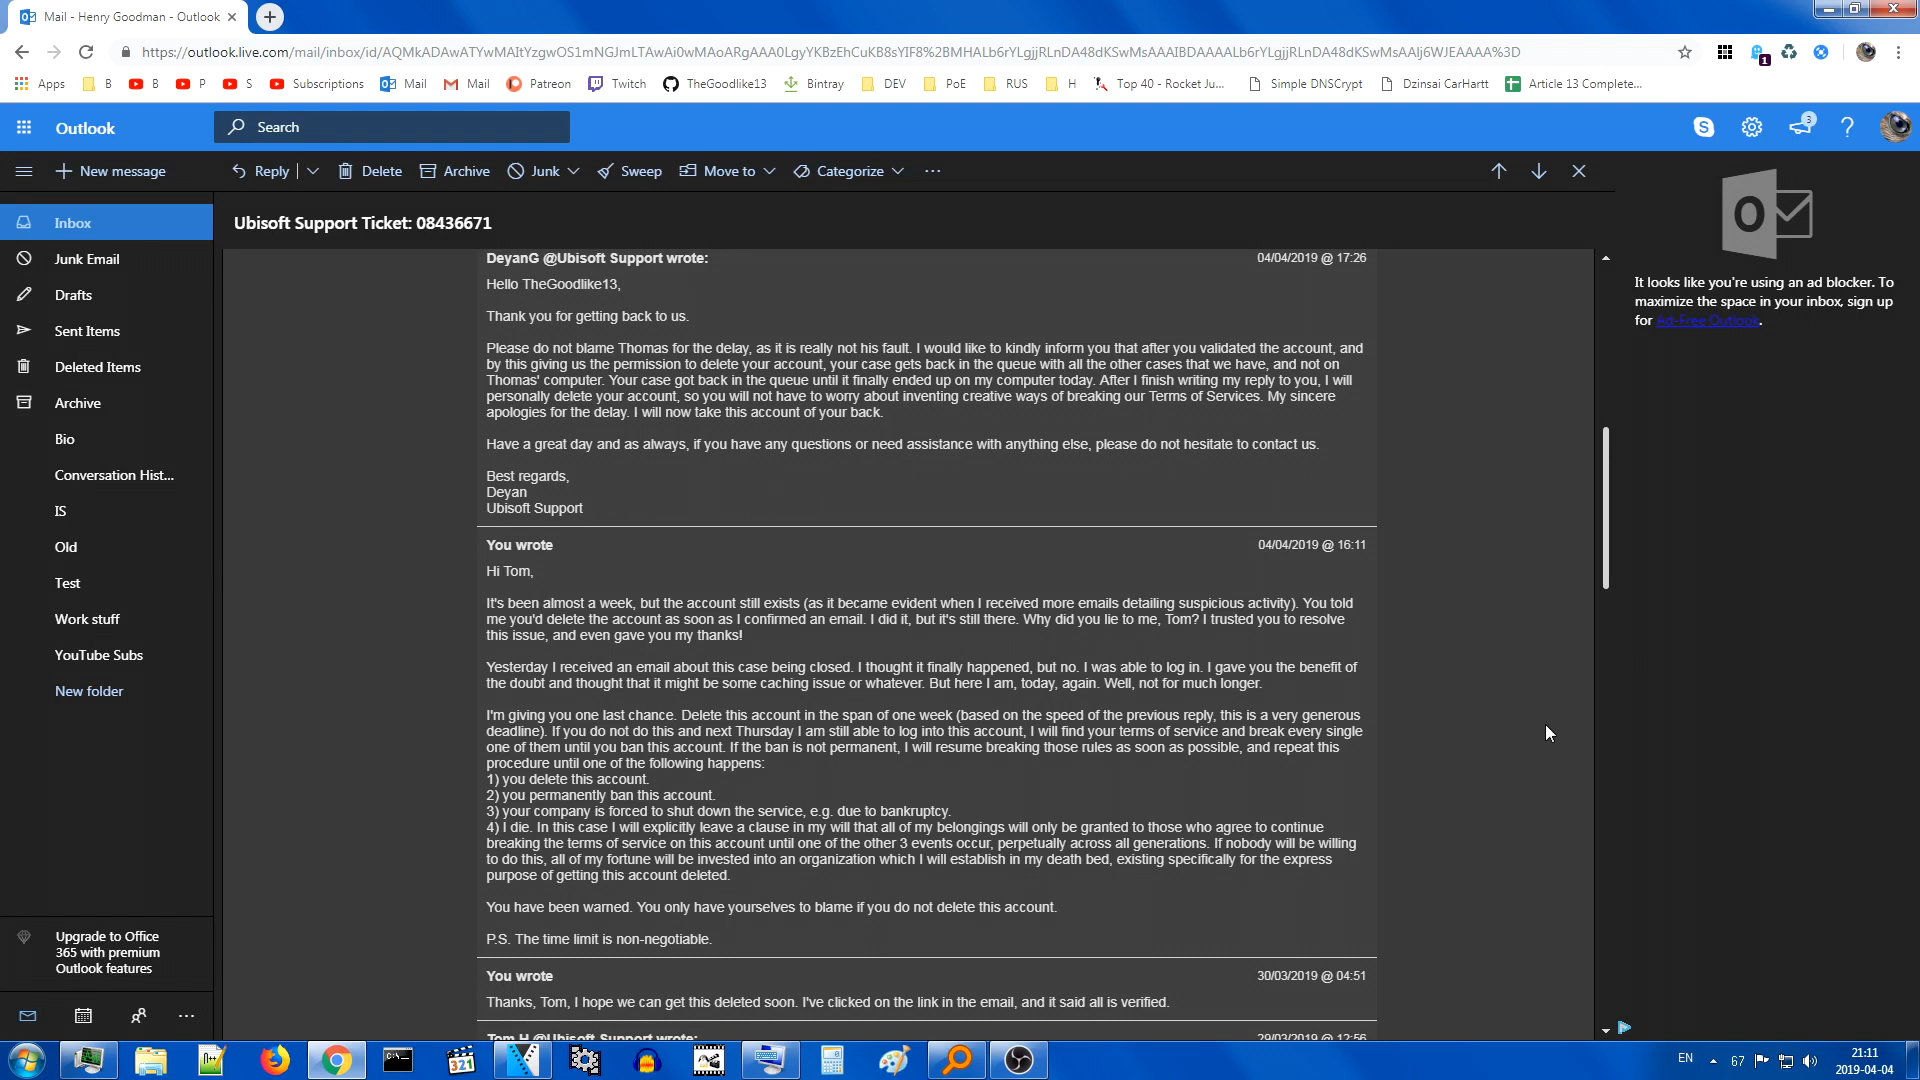 Mail - Henry Goodman - Outlook
https://outlook.live.com/mail/inbox/id/AQMkADAwATYwMAItYzgwOS1mNGJmLTAwAi0wMAoARgAAA0LgyYKBzEhCuKB8sYIF8%2BMHALb6rYLgjjRLnDA48dKSwMsAAAIBDAAAALb6rYLgjjRLnDA48dKSwMsAAIj6WJEAAAA%3D
Apps B B P S Subscriptions Mail Mail Patreon Twitch TheGoodlike13 Bintray DEV PoE RUS H Top 40 - Rocket Ju... Simple DNSCrypt Dzinsai CarHartt Article 13 Complete...
Outlook Search 3
New message Reply Delete Archive Junk Sweep Move to Categorize
Inbox
Junk Email
Drafts
Sent Items
Deleted Items
Archive
Bio
Conversation Hist...
IS
Old
Test
Work stuff
YouTube Subs
New folder
Upgrade to Office
365 with premium
Outlook features
Ubisoft Support Ticket: 08436671
DeyanG @Ubisoft Support wrote: 04/04/2019 @ 17:26
Hello TheGoodlike13,
Thank you for getting back to us.
Please do not blame Thomas for the delay, as it is really not his fault. I would like to kindly inform you that after you validated the account, and
by this giving us the permission to delete your account, your case gets back in the queue with all the other cases that we have, and not on
Thomas' computer. Your case got back in the queue until it finally ended up on my computer today. After I finish writing my reply to you, I will
personally delete your account, so you will not have to worry about inventing creative ways of breaking our Terms of Services. My sincere
apologies for the delay. I will now take this account of your back.
Have a great day and as always, if you have any questions or need assistance with anything else, please do not hesitate to contact us.
Best regards,
Deyan
Ubisoft Support
You wrote 04/04/2019 @ 16:11
Hi Tom,
It's been almost a week, but the account still exists (as it became evident when I received more emails detailing suspicious activity). You told
me you'd delete the account as soon as I confirmed an email. I did it, but it's still there. Why did you lie to me, Tom? I trusted you to resolve
this issue, and even gave you my thanks!
Yesterday I received an email about this case being closed. I thought it finally happened, but no. I was able to log in. I gave you the benefit of
the doubt and thought that it might be some caching issue or whatever. But here I am, today, again. Well, not for much longer.
I'm giving you one last chance. Delete this account in the span of one week (based on the speed of the previous reply, this is a very generous
deadline). If you do not do this and next Thursday I am still able to log into this account, I will find your terms of service and break every single
one of them until you ban this account. If the ban is not permanent, I will resume breaking those rules as soon as possible, and repeat this
procedure until one of the following happens:
1) you delete this account.
2) you permanently ban this account.
3) your company is forced to shut down the service, e.g. due to bankruptcy.
4) I die. In this case I will explicitly leave a clause in my will that all of my belongings will only be granted to those who agree to continue
breaking the terms of service on this account until one of the other 3 events occur, perpetually across all generations. If nobody will be willing
to do this, all of my fortune will be invested into an organization which I will establish in my death bed, existing specifically for the express
purpose of getting this account deleted.
You have been warned. You only have yourselves to blame if you do not delete this account.
P.S. The time limit is non-negotiable.
You wrote 30/03/2019 @ 04:51
Thanks, Tom, I hope we can get this deleted soon. I've clicked on the link in the email, and it said all is verified.
Tom H @Ubisoft Support wrote: 29/03/2019 @ 12:56
It looks like you're using an ad blocker. To
maximize the space in your inbox, sign up
for Ad-Free Outlook.
EN 67 21:11
2019-04-04